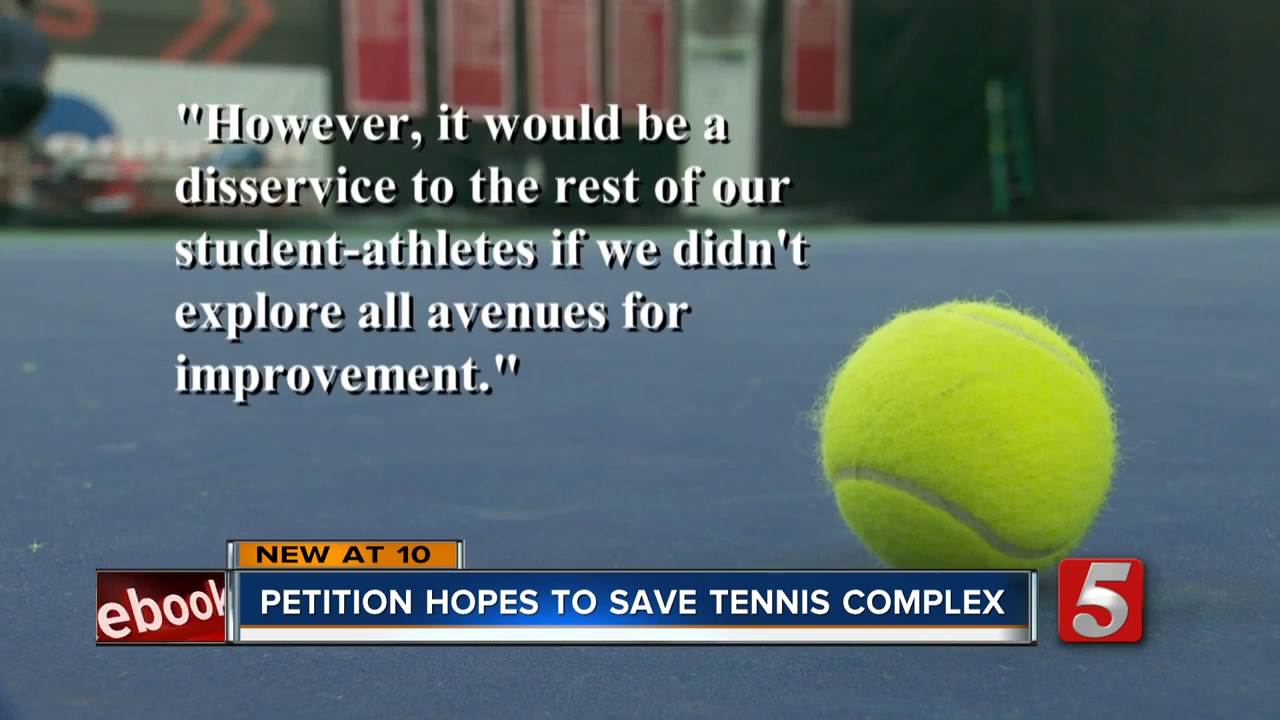 "However, it would be a
disservice to the rest of our
student-athletes if we didn't
explore all avenues for
improvement."
NEW AT 10
ebook
PETITION HOPES TO SAVE TENNIS COMPLEX
5